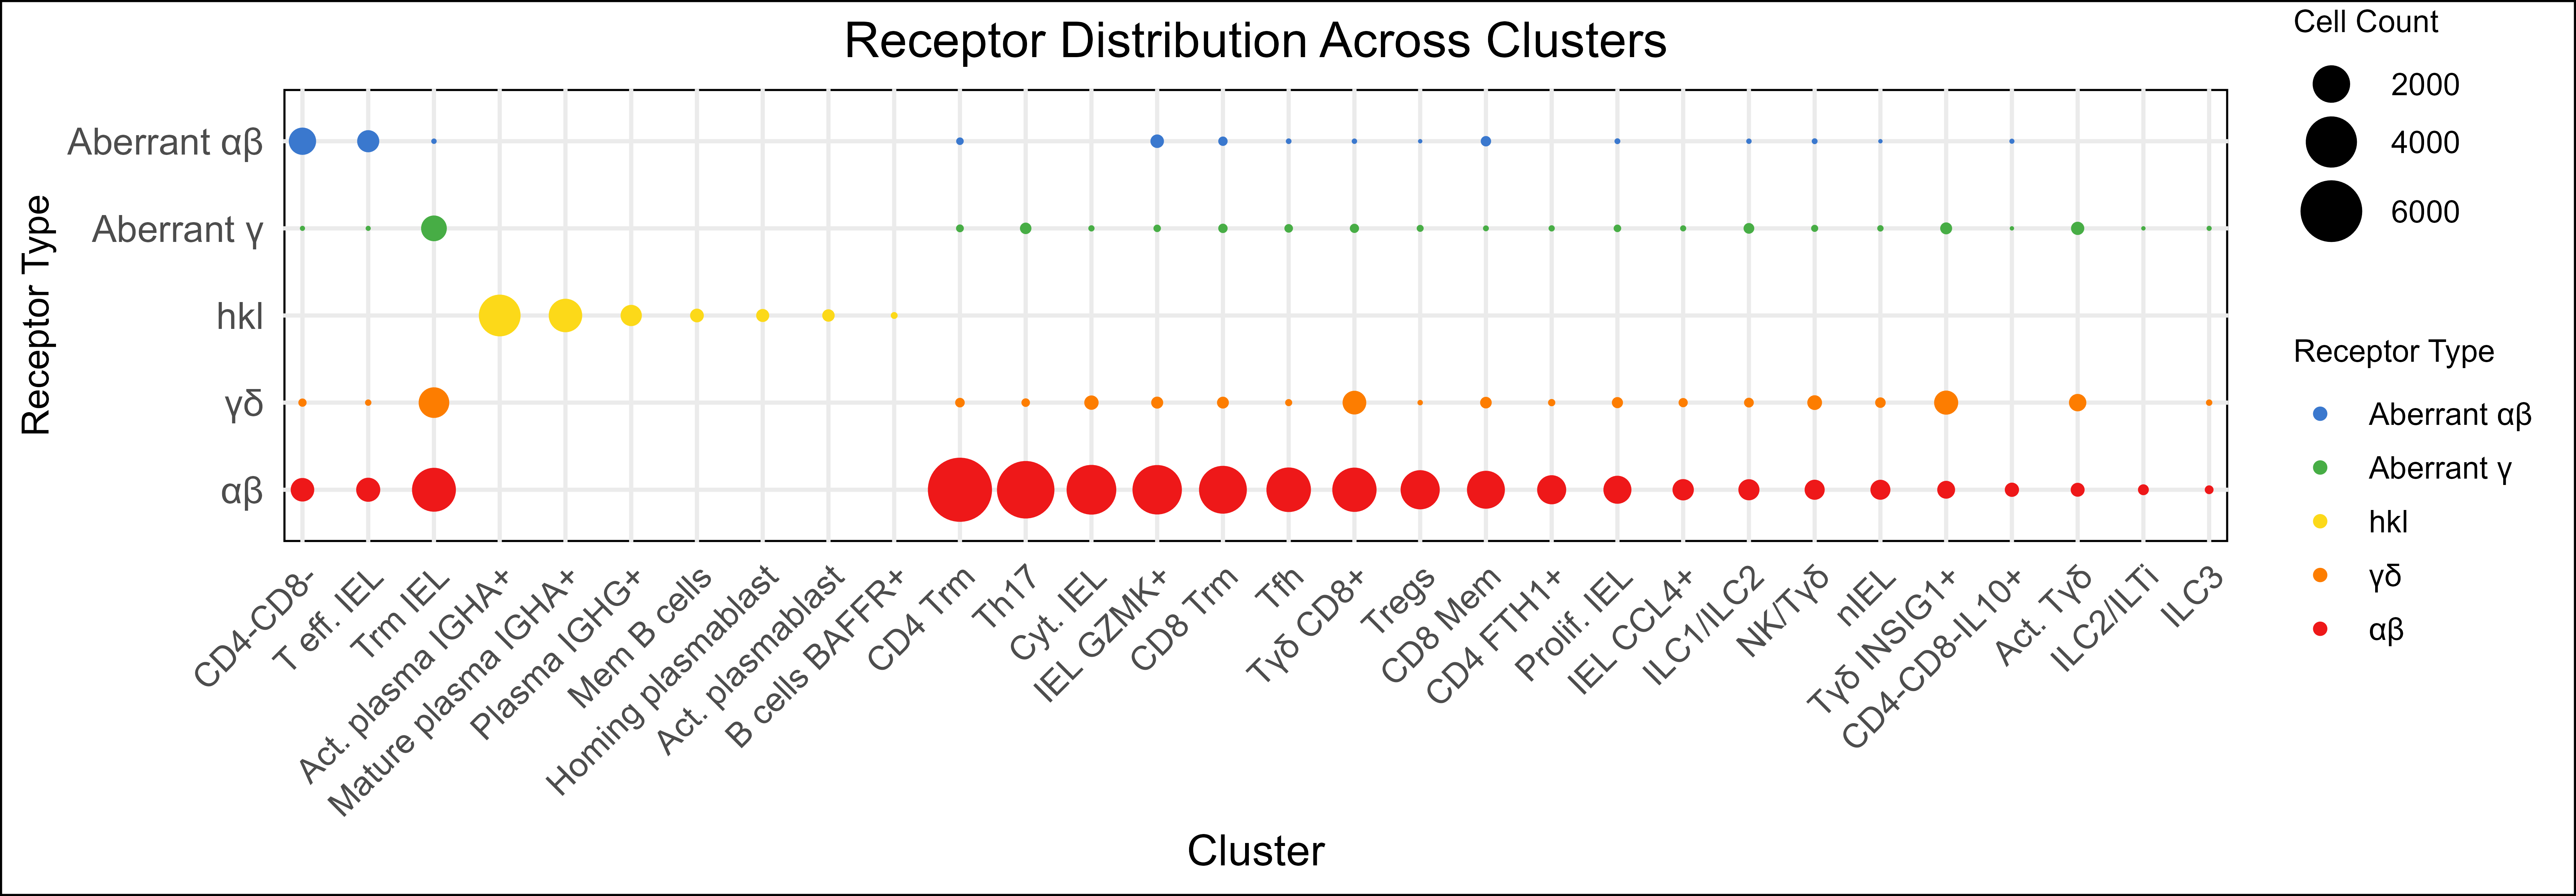 Receptor Distribution Across Clusters
Receptor Type
Aberrant αβ
Aberrant γ
hkl
γδ
αβ
CD4-CD8-
T eff. IEL
Trm IEL
Act. plasma IGHA+
Mature plasma IGHA+
Plasma IGHG+
Mem B cells
Homing plasmablast
Act. plasmablast
B cells BAFFR+
CD4 Trm
Th17
Cyt. IEL
IEL GZMK+
CD8 Trm
Tfh
Tγδ CD8+
Tregs
CD8 Mem
CD4 FTH1+
Prolif. IEL
IEL CCL4+
ILC1/ILC2
NK/Tγδ
nIEL
Tγδ INSIG1+
CD4-CD8-IL10+
Act. Tγδ
ILC2/ILTi
ILC3
Cluster
Cell Count
2000
4000
6000
Receptor Type
Aberrant αβ
Aberrant γ
hkl
γδ
αβ